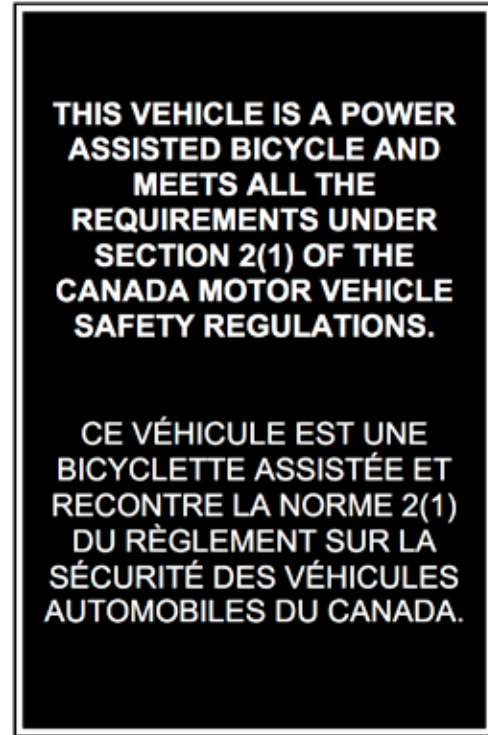 THIS VEHICLE IS A POWER
ASSISTED BICYCLE AND
MEETS ALL THE
REQUIREMENTS UNDER
SECTION 2(1) OF THE
CANADA MOTOR VEHICLE
SAFETY REGULATIONS.
CE VÉHICULE EST UNE
BICYCLETTE ASSISTÉE ET
RECONTRE LA NORME 2(1)
DU RÈGLEMENT SUR LA
SÉCURITÉ DES VÉHICULES
AUTOMOBILES DU CANADA.